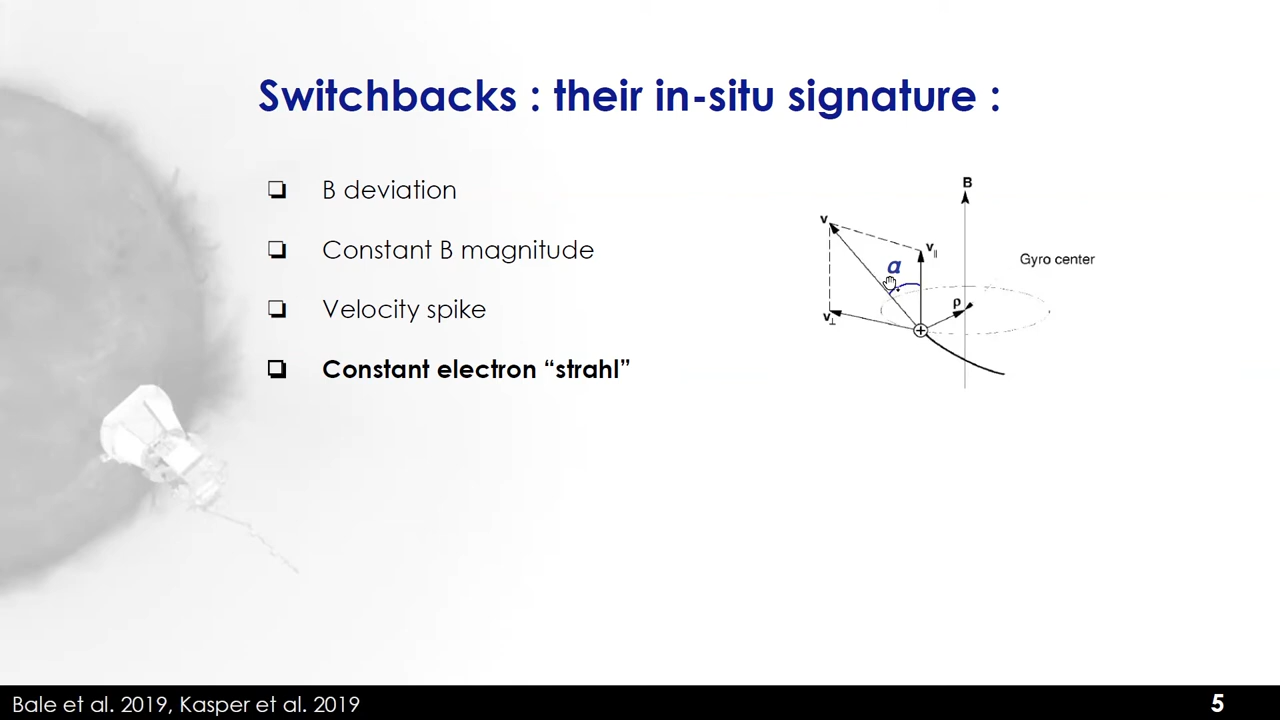 Switchbacks : their in-situ signature :
❏ B deviation
❏ Constant B magnitude
❏ Velocity spike
❏ Constant electron “strahl”
B
v
v||
α
Gyro center
ρ
v⊥
Bale et al. 2019, Kasper et al. 2019
5